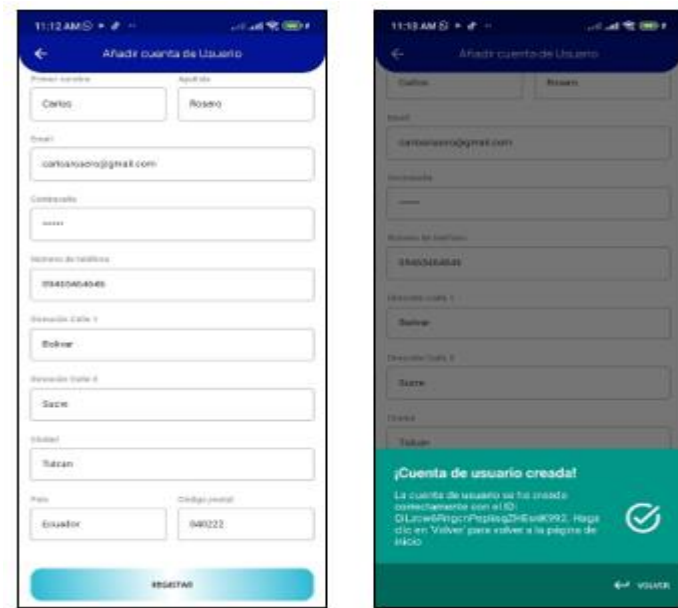 11:12 AM
Añadir cuenta de Usuario
Primer nombre
Apellido
Carlos
Rosero
Email
carlosrosero@gmail.com
Contraseña
Número de teléfono
Dirección Calle 1
Bolivar
Dirección Calle 2
Sucre
Ciudad
Tulcan
País
Código postal
Ecuador
040222
REGISTRAR
11:13 AM
Añadir cuenta de Usuario
Carlos
Rosero
Email
carlosrosero@gmail.com
Contraseña
Número de teléfono
Dirección Calle 1
Bolivar
Dirección Calle 2
Sucre
Ciudad
Tulcan
¡Cuenta de usuario creada!
La cuenta de usuario se ha creado
correctamente con el ID:
Haga
clic en 'Volver' para volver a la página de
inicio
VOLVER